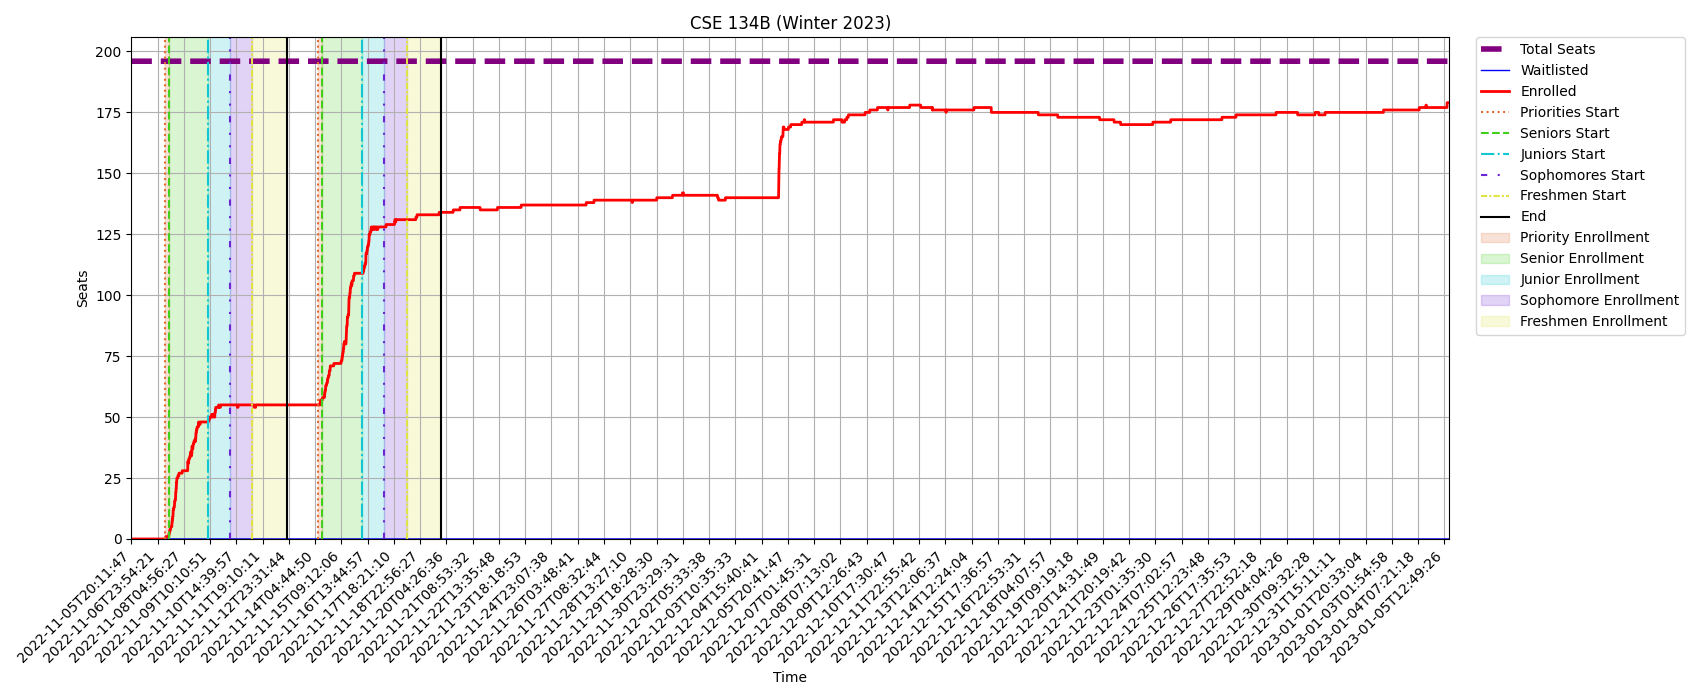 CSE 134B (Winter 2023)
Seats
200
175
150
125
100
75
50
25
0
2022-11-05T20:11:47
2022-11-06T23:54:21
2022-11-08T04:56:27
2022-11-09T10:10:51
2022-11-10T14:39:57
2022-11-11T19:10:11
2022-11-12T23:31:44
2022-11-14T04:44:50
2022-11-15T09:12:06
2022-11-16T13:44:57
2022-11-17T18:21:10
2022-11-18T22:56:27
2022-11-20T04:26:36
2022-11-21T08:53:32
2022-11-22T13:35:48
2022-11-23T18:18:53
2022-11-24T23:07:38
2022-11-26T03:48:41
2022-11-27T08:32:44
2022-11-28T13:27:10
2022-11-29T18:28:30
2022-11-30T23:29:31
2022-12-02T05:33:38
2022-12-03T10:35:33
2022-12-04T15:40:41
2022-12-05T20:41:47
2022-12-07T01:45:31
2022-12-08T07:13:02
2022-12-09T12:26:43
2022-12-10T17:30:47
2022-12-11T22:55:42
2022-12-13T12:06:37
2022-12-14T12:24:04
2022-12-15T17:36:57
2022-12-16T22:53:31
2022-12-18T04:07:57
2022-12-19T09:19:18
2022-12-20T14:31:49
2022-12-21T20:19:42
2022-12-23T01:35:30
2022-12-24T07:02:57
2022-12-25T12:23:48
2022-12-26T17:35:53
2022-12-27T22:52:18
2022-12-29T04:04:26
2022-12-30T09:32:28
2022-12-31T15:11:11
2023-01-01T20:33:04
2023-01-03T01:54:58
2023-01-04T07:21:18
2023-01-05T12:49:26
Time
Total Seats
Waitlisted
Enrolled
Priorities Start
Seniors Start
Juniors Start
Sophomores Start
Freshmen Start
End
Priority Enrollment
Senior Enrollment
Junior Enrollment
Sophomore Enrollment
Freshmen Enrollment